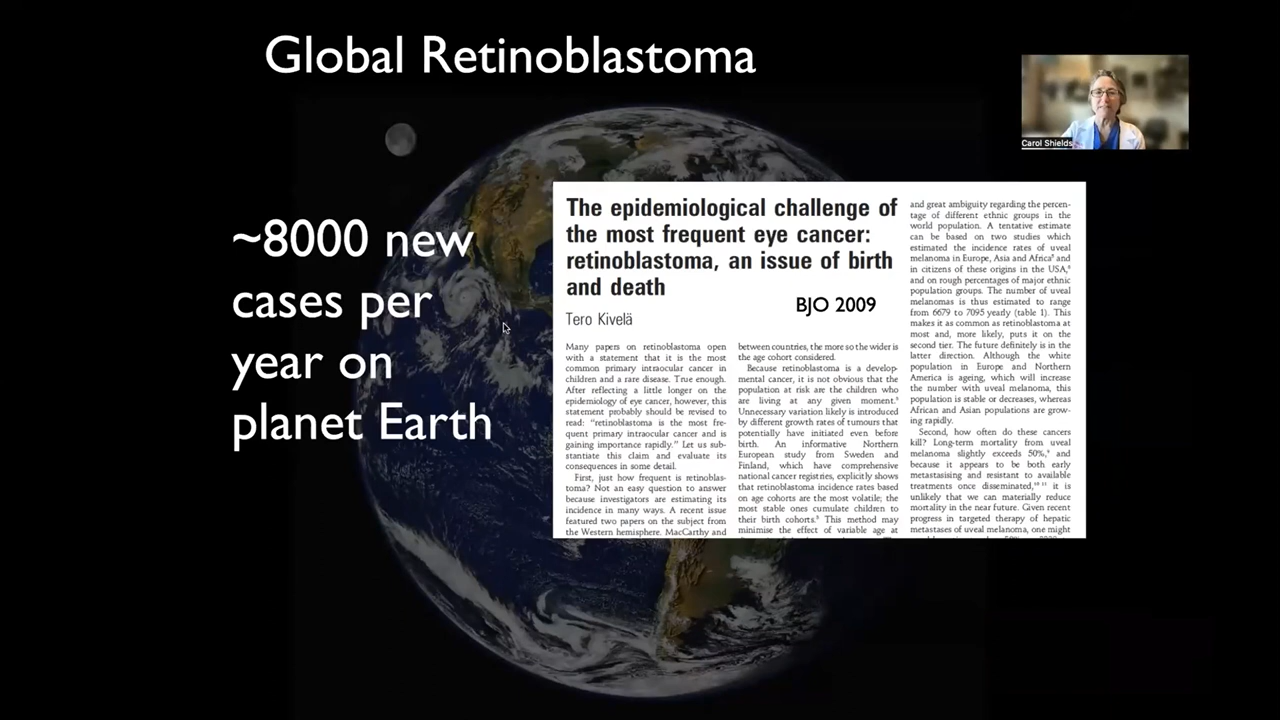 Global Retinoblastoma
Carol Shields
~8000 new
cases per
year on
planet Earth
The epidemiological challenge of
the most frequent eye cancer:
retinoblastoma, an issue of birth
and death
BJO 2009
Tero Kivelä
Many papers on retinoblastoma open
with a statement that it is the most
common primary intraocular cancer in
children and a rare disease. True enough.
After reflecting a little longer on the
epidemiology of eye cancer, however, this
statement probably should be revised to
read: “retinoblastoma is the most fre-
quent primary intraocular cancer and is
gaining importance rapidly.” Let us sub-
stantiate this claim and evaluate its
consequences in some detail.
First, just how frequent is retinoblas-
toma? Not an easy question to answer
because investigators are estimating its
incidence in many ways. A recent issue
featured two papers on the subject from
the Western hemisphere. MacCarthy and
between countries, the more so the wider is
the age cohort considered.
Because retinoblastoma is a develop-
mental cancer, it is not obvious that the
population at risk are the children who
are living at any given moment.⁵
Unnecessary variation likely is introduced
by different growth rates of tumours that
potentially have initiated even before
birth. An informative Northern
European study from Sweden and
Finland, which have comprehensive
national cancer registries, explicitly shows
that retinoblastoma incidence rates based
on age cohorts are the most volatile; the
most stable ones cumulate children to
their birth cohorts.⁵ This method may
minimise the effect of variable age at
and great ambiguity regarding the percen-
tage of different ethnic groups in the
world population. A tentative estimate
can be based on two studies which
estimated the incidence rates of uveal
melanoma in Europe, Asia and Africa⁹ and
in citizens of these origins in the USA,⁸
and on rough percentages of major ethnic
population groups. The number of uveal
melanomas is thus estimated to range
from 6679 to 7095 yearly (table 1). This
makes it as common as retinoblastoma at
most and, more likely, puts it on the
second tier. The future definitely is in the
latter direction. Although the white
population in Europe and Northern
America is ageing, which will increase
the number with uveal melanoma, this
population is stable or decreases, whereas
African and Asian populations are grow-
ing rapidly.
Second, how often do these cancers
kill? Long-term mortality from uveal
melanoma slightly exceeds 50%,⁹ and
because it appears to be both early
metastasising and resistant to available
treatments once disseminated,¹⁰ ¹¹ it is
unlikely that we can materially reduce
mortality in the near future. Given recent
progress in targeted therapy of hepatic
metastases of uveal melanoma, one might